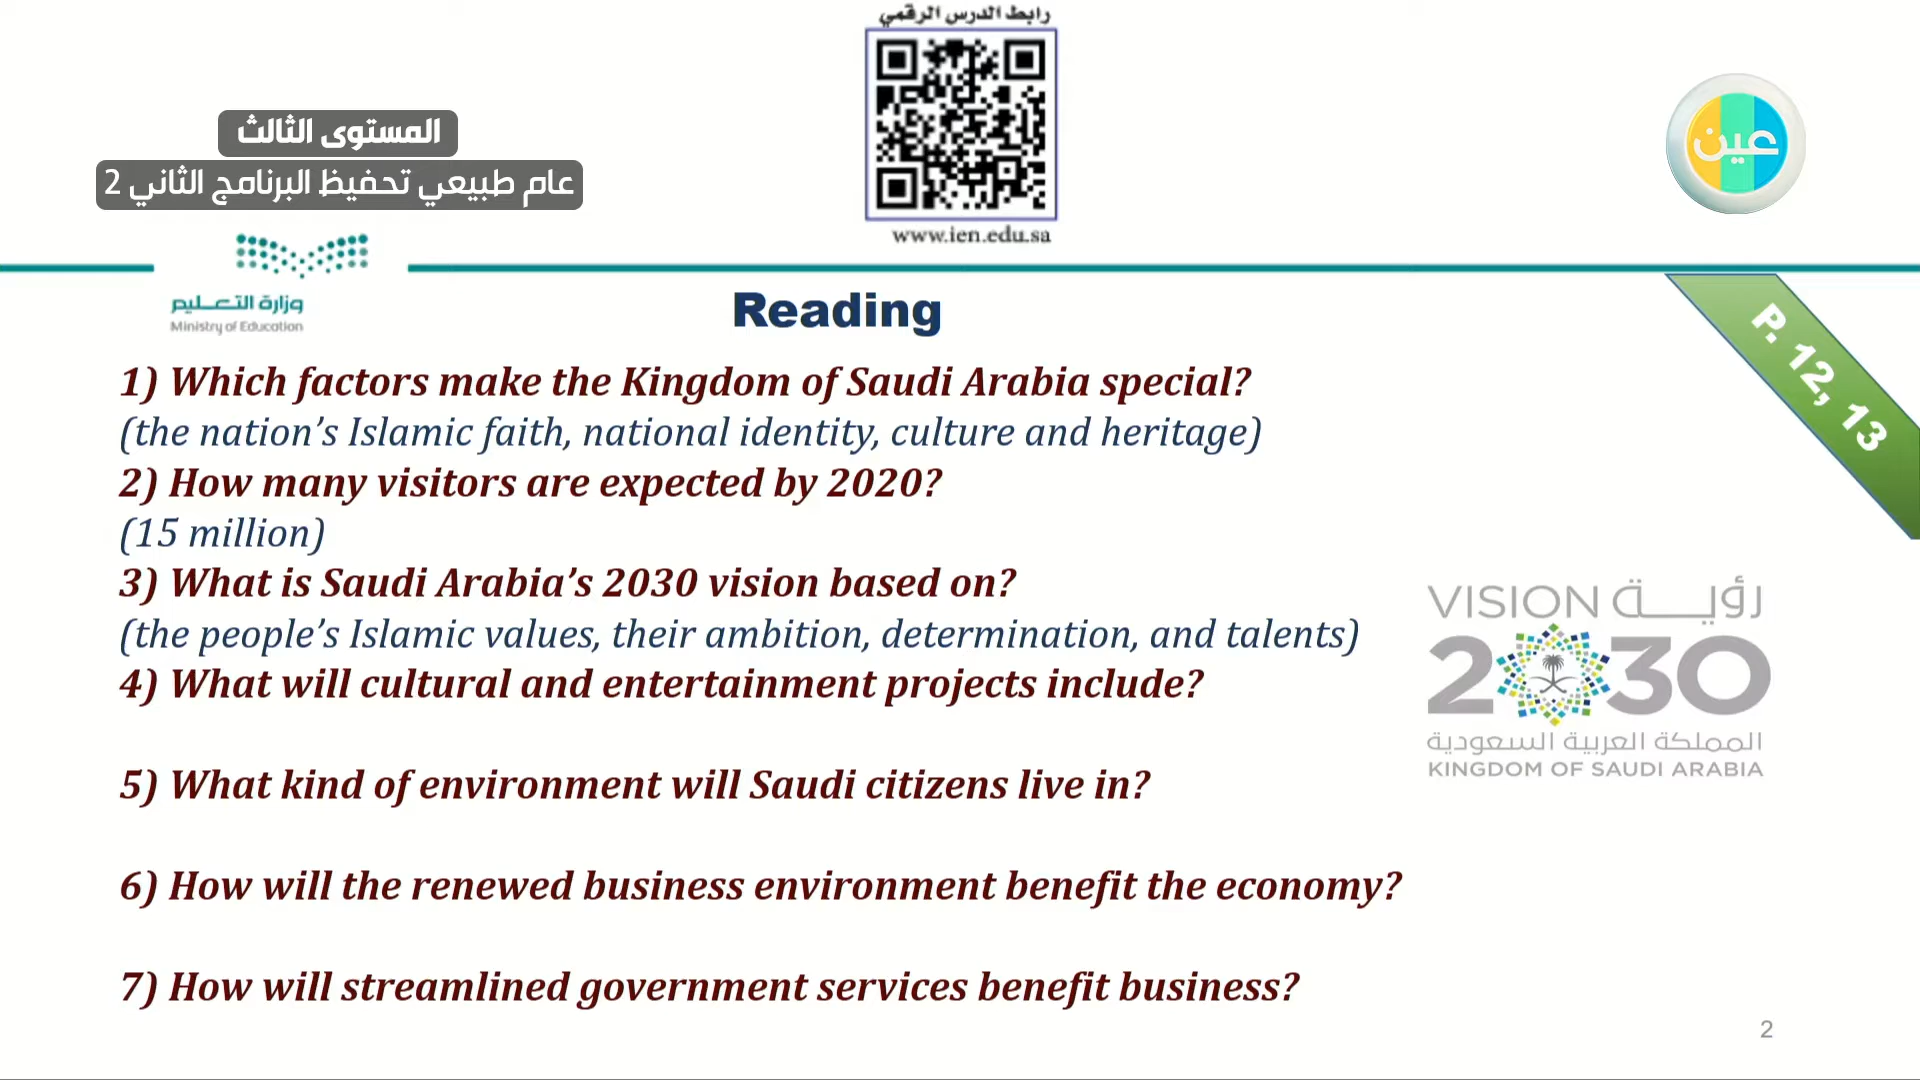 رابط الدرس الرقمي
www.ien.edu.sa
عين
المستوى الثالث
عام طبيعي تحفيظ البرنامج الثاني 2
وزارة التعليم
Ministry of Education
Reading
P. 12, 13
1) Which factors make the Kingdom of Saudi Arabia special?
(the nation’s Islamic faith, national identity, culture and heritage)
2) How many visitors are expected by 2020?
(15 million)
3) What is Saudi Arabia’s 2030 vision based on?
(the people’s Islamic values, their ambition, determination, and talents)
4) What will cultural and entertainment projects include?
5) What kind of environment will Saudi citizens live in?
6) How will the renewed business environment benefit the economy?
7) How will streamlined government services benefit business?
VISION رؤيـــة
2030
المملكة العربية السعودية
KINGDOM OF SAUDI ARABIA
2